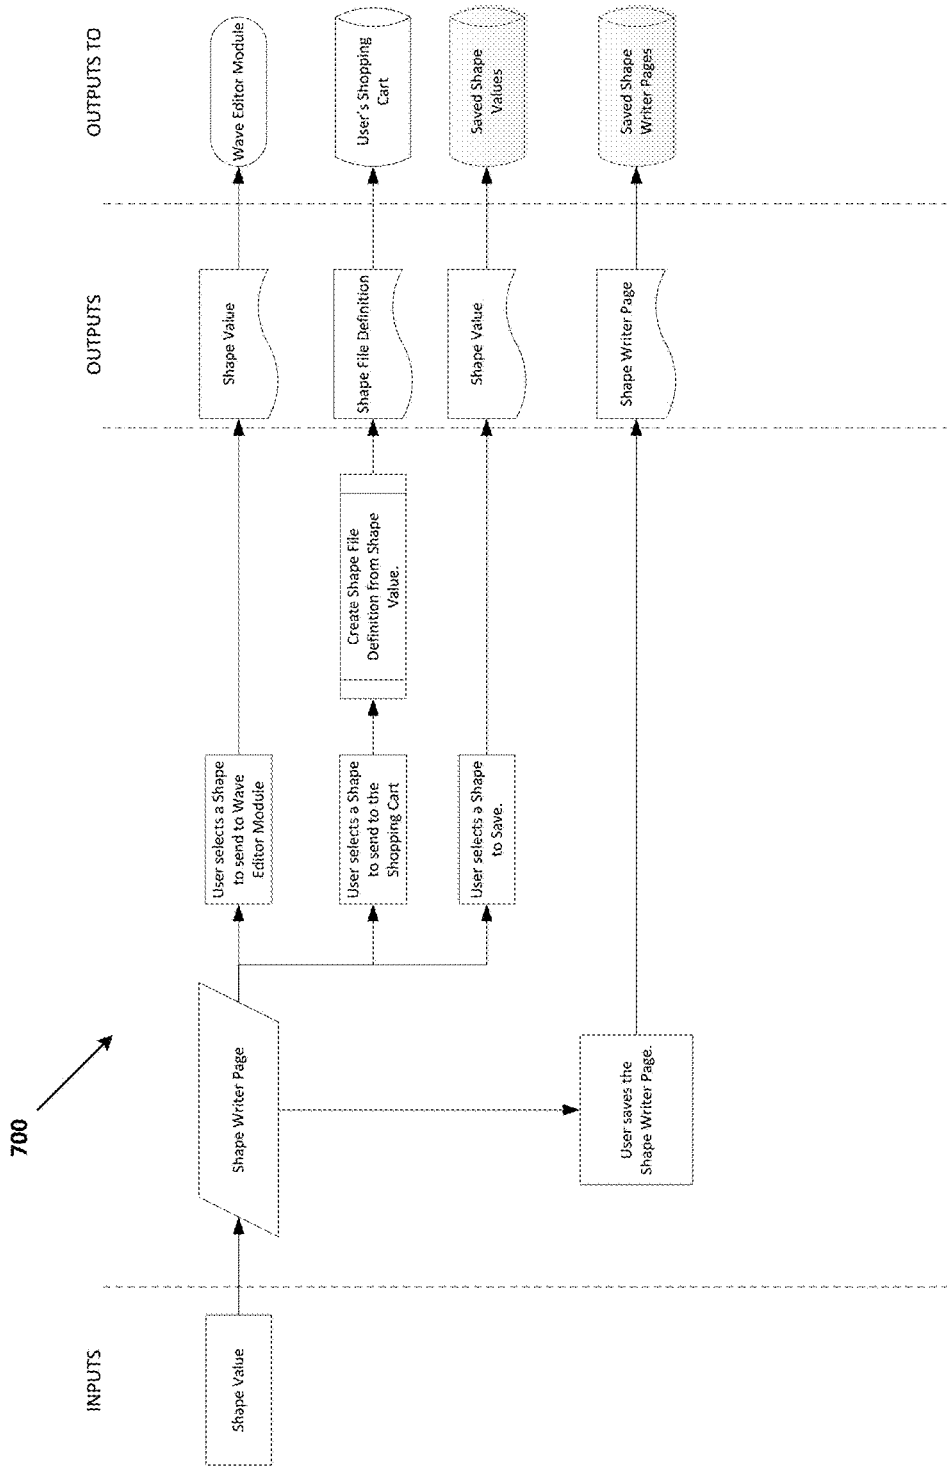 700
INPUTS
OUTPUTS
OUTPUTS TO
Shape Value
Shape Writer Page
User selects a Shape
to send to Wave
Editor Module
Shape Value
Wave Editor Module
User selects a Shape
to send to the
Shopping Cart
Create Shape File
Definition from Shape
Value.
Shape File Definition
User's Shopping
Cart
User selects a Shape
to Save.
Shape Value
Saved Shape
Values
User saves the
Shape Writer Page.
Shape Writer Page
Saved Shape
Writer Pages